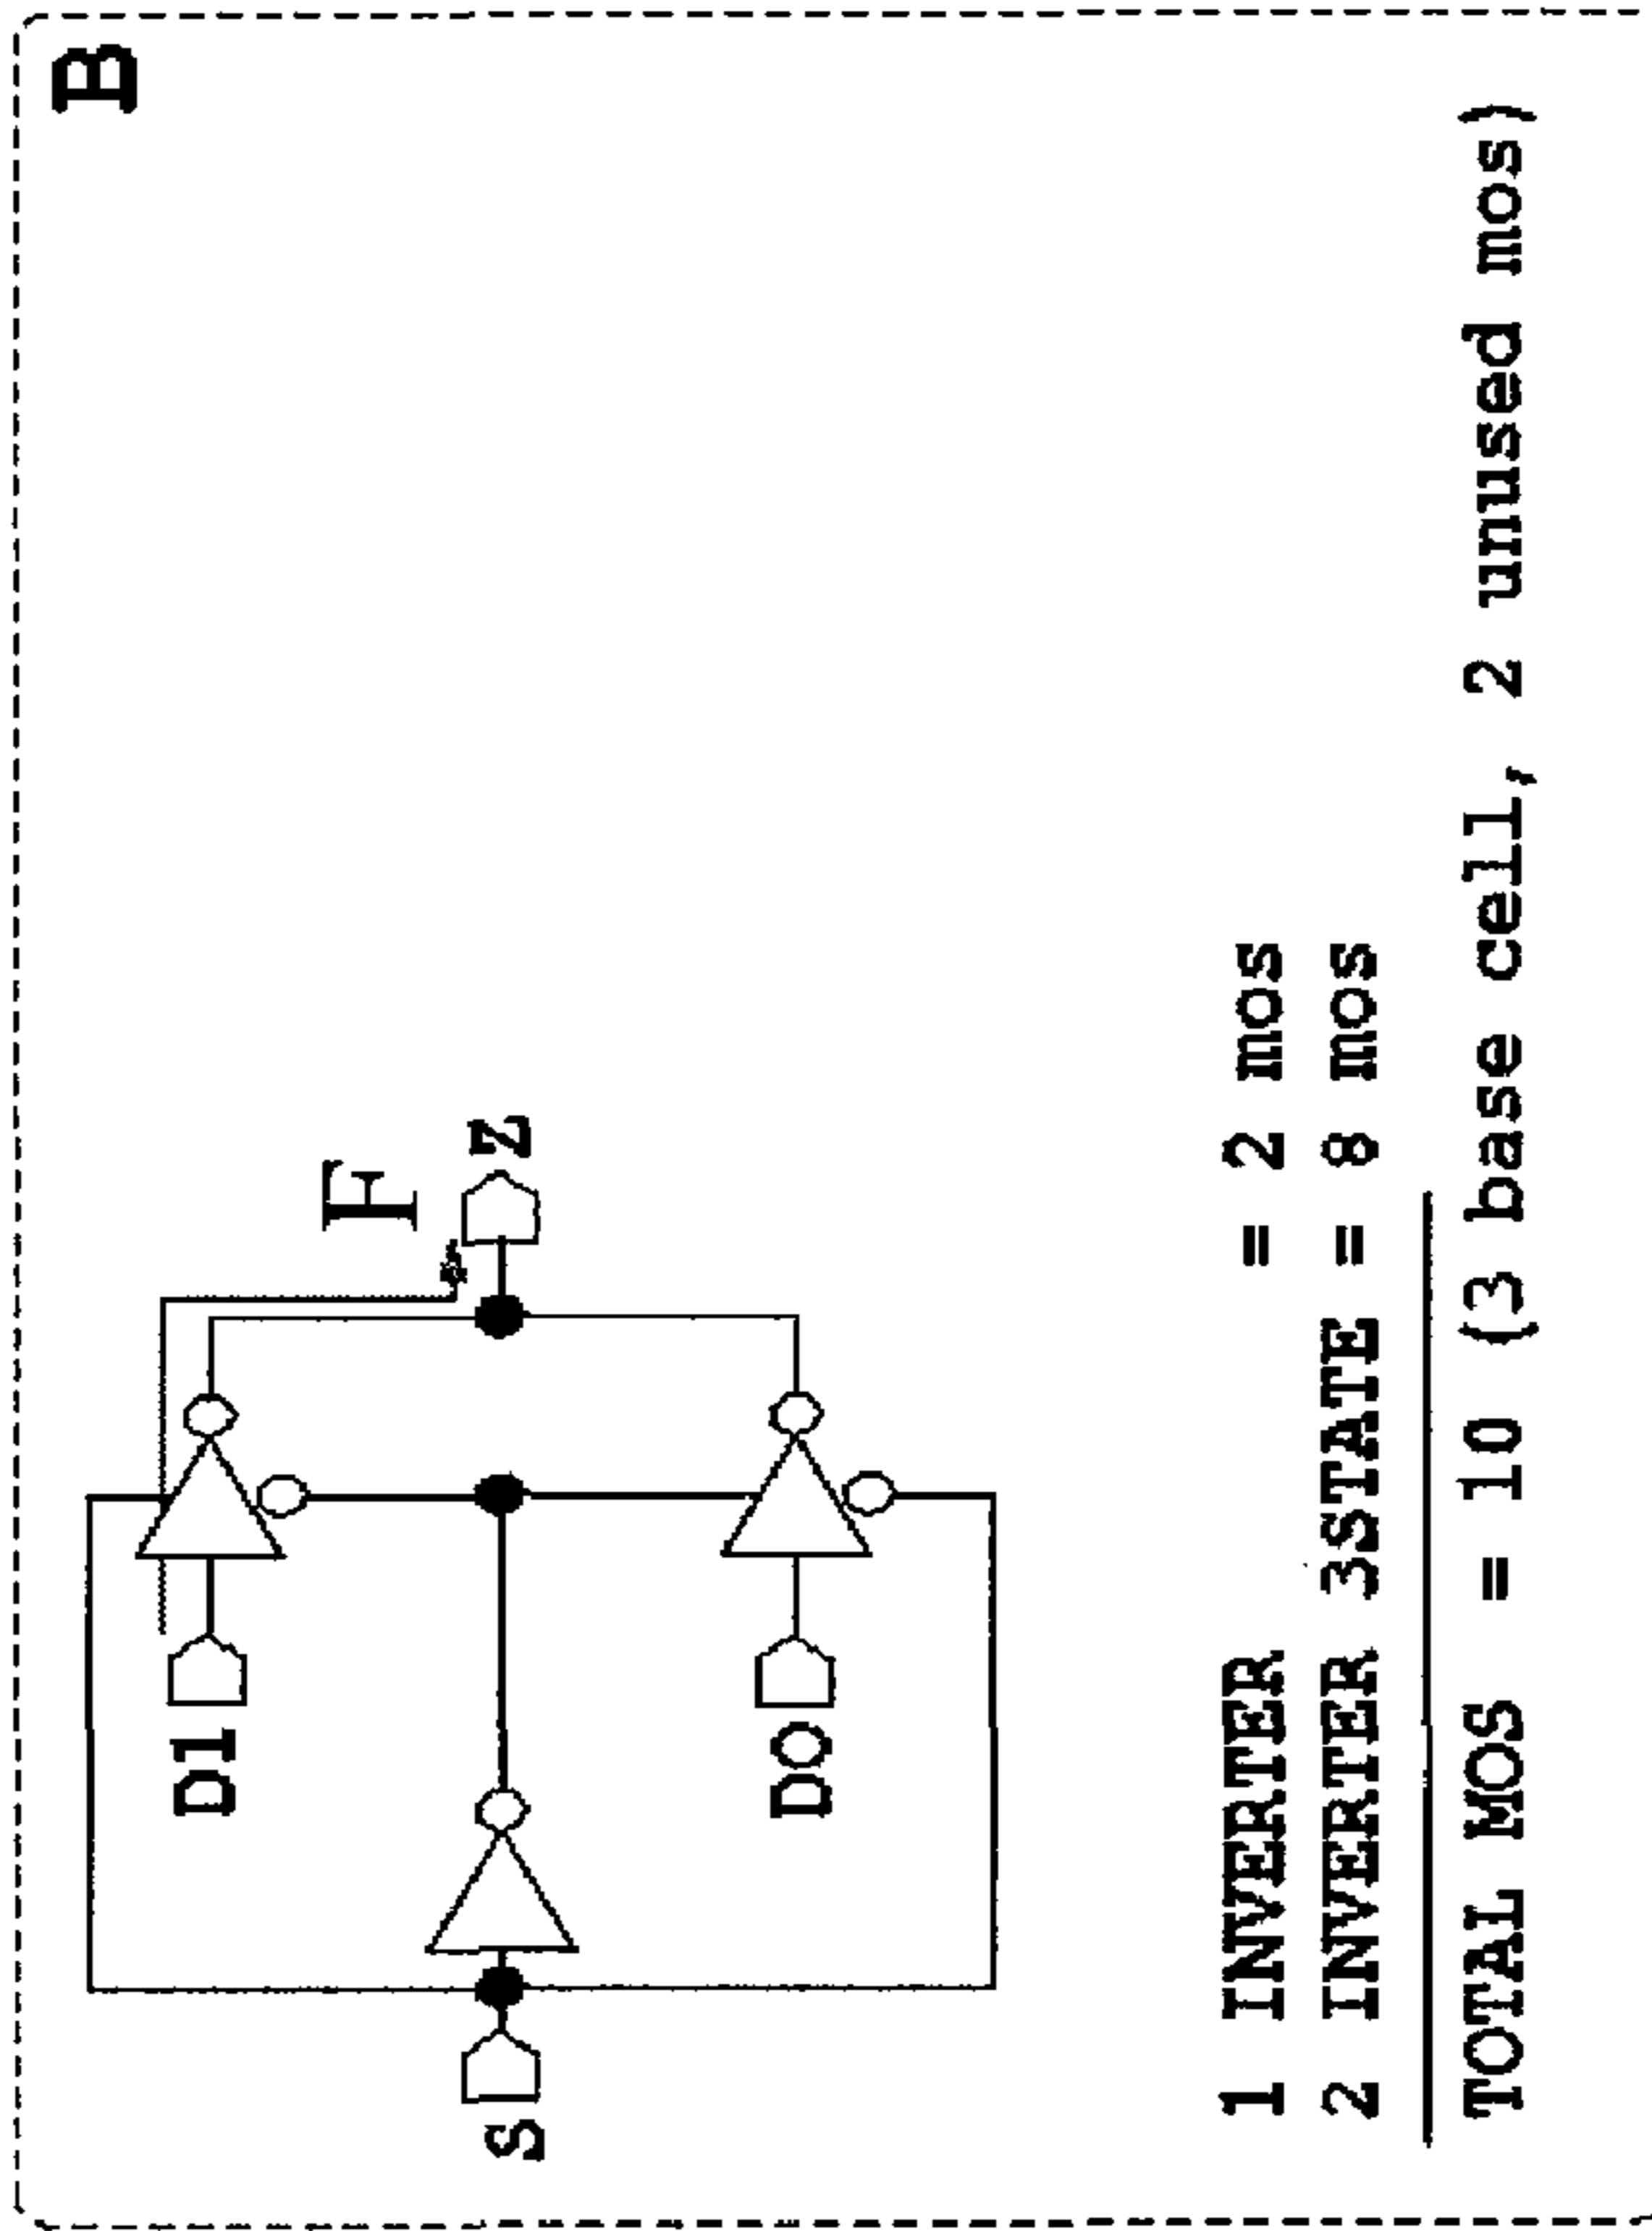 B
F
D1
S
Z
D0
1 INVERTER = 2 mos
2 INVERTER 3STATE = 8 mos
TOTAL MOS = 10 (3 base cell, 2 unused mos)